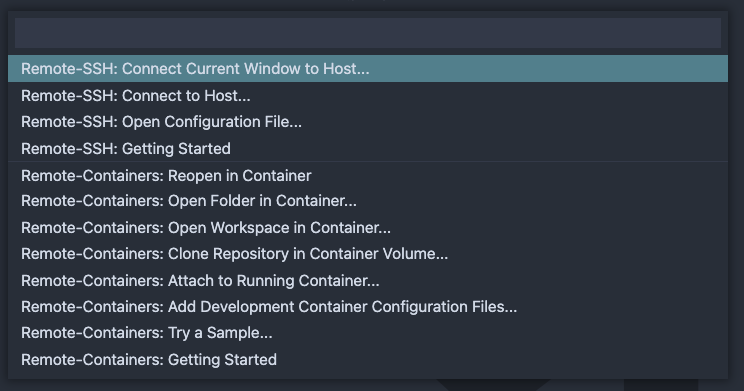 Remote-SSH: Connect Current Window to Host...
Remote-SSH: Connect to Host...
Remote-SSH: Open Configuration File...
Remote-SSH: Getting Started
Remote-Containers: Reopen in Container
Remote-Containers: Open Folder in Container...
Remote-Containers: Open Workspace in Container...
Remote-Containers: Clone Repository in Container Volume...
Remote-Containers: Attach to Running Container...
Remote-Containers: Add Development Container Configuration Files...
Remote-Containers: Try a Sample...
Remote-Containers: Getting Started